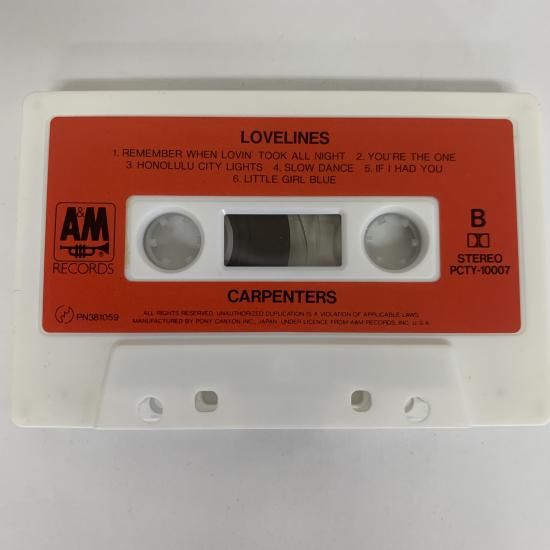 LOVELINES
1. REMEMBER WHEN LOVIN' TOOK ALL NIGHT 2. YOU'RE THE ONE
3. HONOLULU CITY LIGHTS 4. SLOW DANCE 5. IF I HAD YOU
6. LITTLE GIRL BLUE
A&M
®
RECORDS
B
STEREO
PCTY-10007
CARPENTERS
PN381059
ALL RIGHTS RESERVED. UNAUTHORIZED DUPLICATION IS A VIOLATION OF APPLICABLE LAWS.
MANUFACTURED BY PONY CANYON INC., JAPAN. UNDER LICENCE FROM A&M RECORDS, INC. U.S.A.